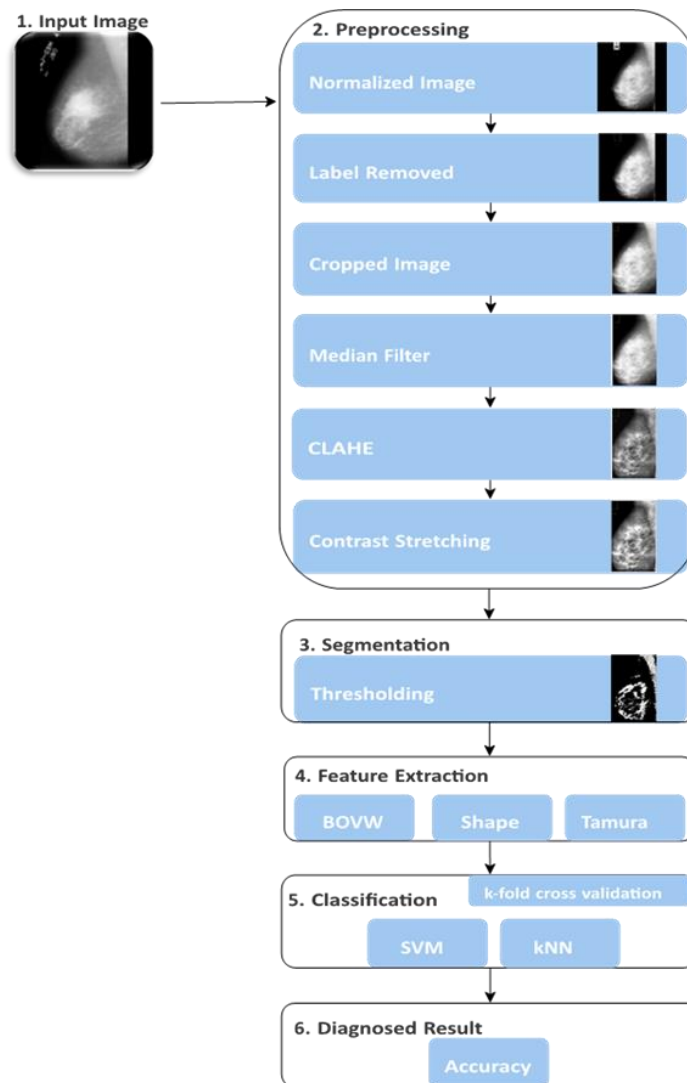 1. Input Image
2. Preprocessing
Normalized Image
Label Removed
Cropped Image
Median Filter
CLAHE
Contrast Stretching
3. Segmentation
Thresholding
4. Feature Extraction
BOVW
Shape
Tamura
k-fold cross validation
5. Classification
SVM
kNN
6. Diagnosed Result
Accuracy